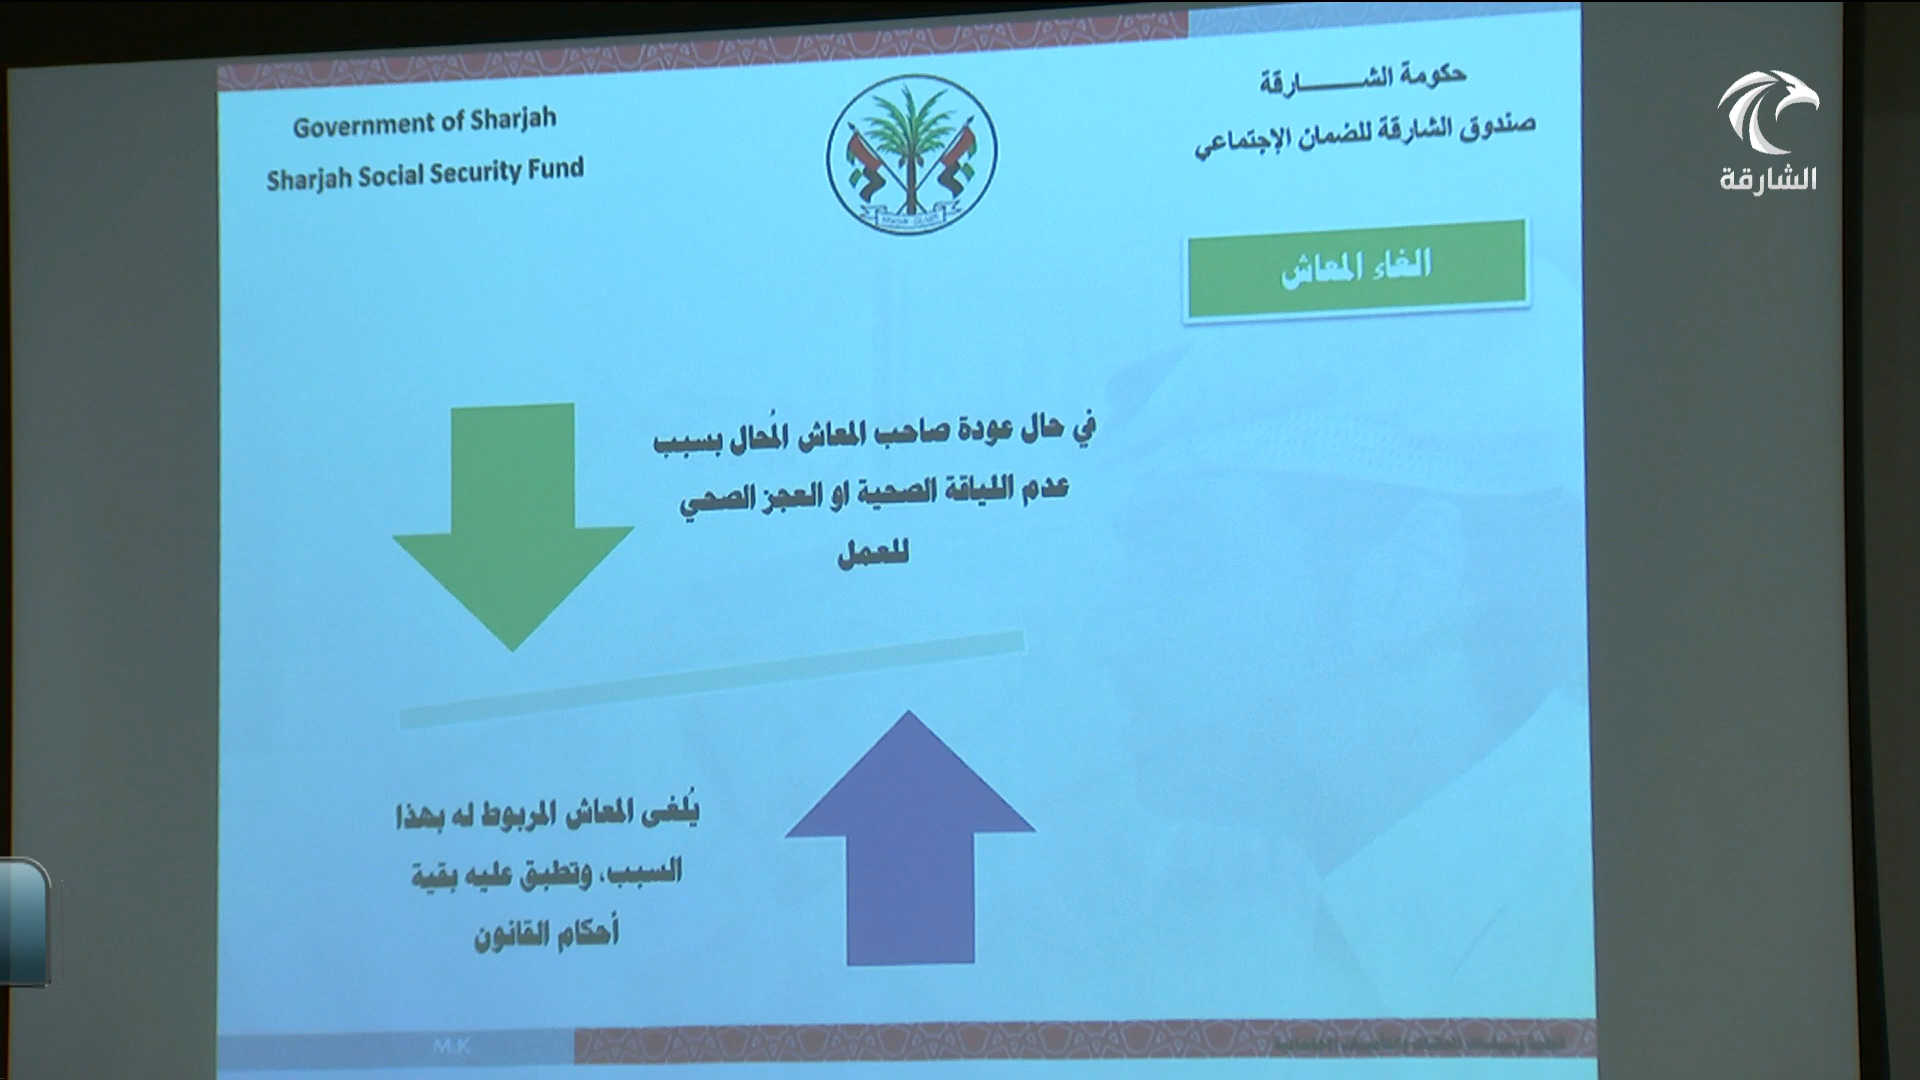 حكومة الشـــــــارقة
صندوق الشارقة للضمان الإجتماعي
Government of Sharjah
Sharjah Social Security Fund
الشارقة
الغاء المعاش
في حال عودة صاحب المعاش المُحال بسبب
عدم اللياقة الصحية او العجز الصحي
للعمل
يُلغى المعاش المربوط له بهذا
السبب، وتطبق عليه بقية
أحكام القانون
M.K